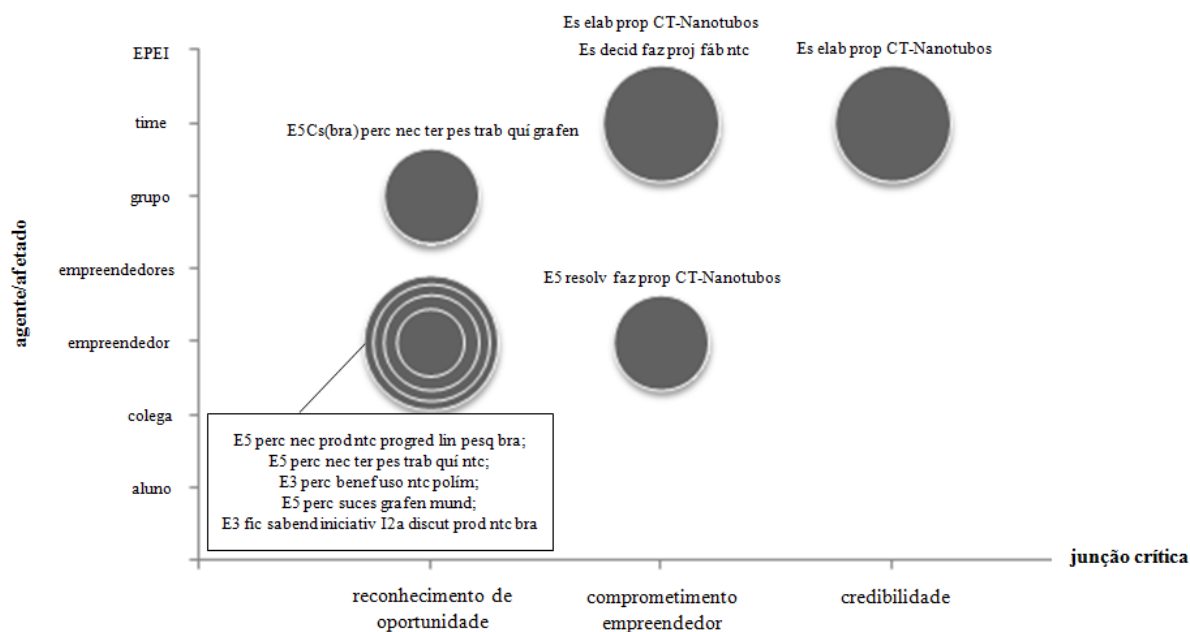 Es elab prop CT-Nanotubos
EPEI
Es decid faz proj fáb ntc
Es elab prop CT-Nanotubos
time
E5Cs(bra) perc nec ter pes trab quí grafen
grupo
agente/afetado
empreendedores
E5 resolv faz prop CT-Nanotubos
empreendedor
colega
E5 perc nec prod ntc progred lin pesq bra;
E5 perc nec ter pes trab quí ntc;
E3 perc benef uso ntc polím;
aluno
E5 perc suces grafen mund;
E3 fic sabend iniciativ I2a discut prod ntc bra
junção crítica
reconhecimento de
oportunidade
comprometimento
empreendedor
credibilidade